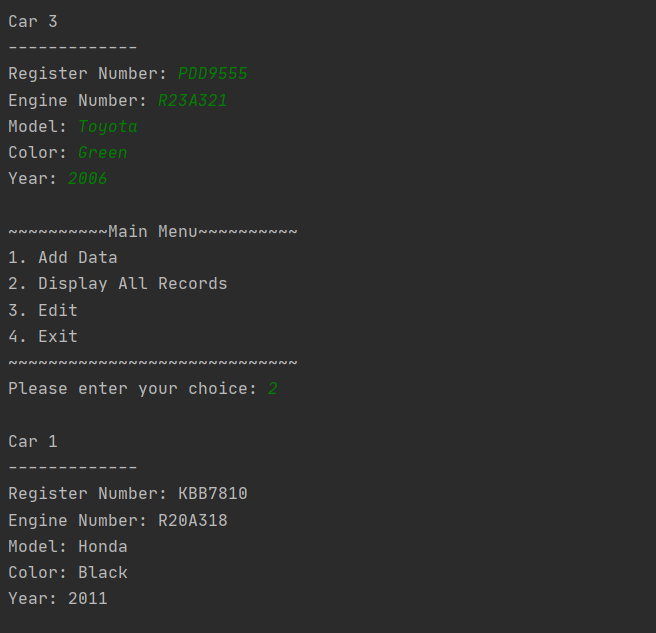 Car 3
-------------
Register Number: PDD9555
Engine Number: R23A321
Model: Toyota
Color: Green
Year: 2006
~~~~~~~~~~Main Menu~~~~~~~~~~
1. Add Data
2. Display All Records
3. Edit
4. Exit
~~~~~~~~~~~~~~~~~~~~~~~~~~~~~
Please enter your choice: 2
Car 1
-------------
Register Number: KBB7810
Engine Number: R20A318
Model: Honda
Color: Black
Year: 2011